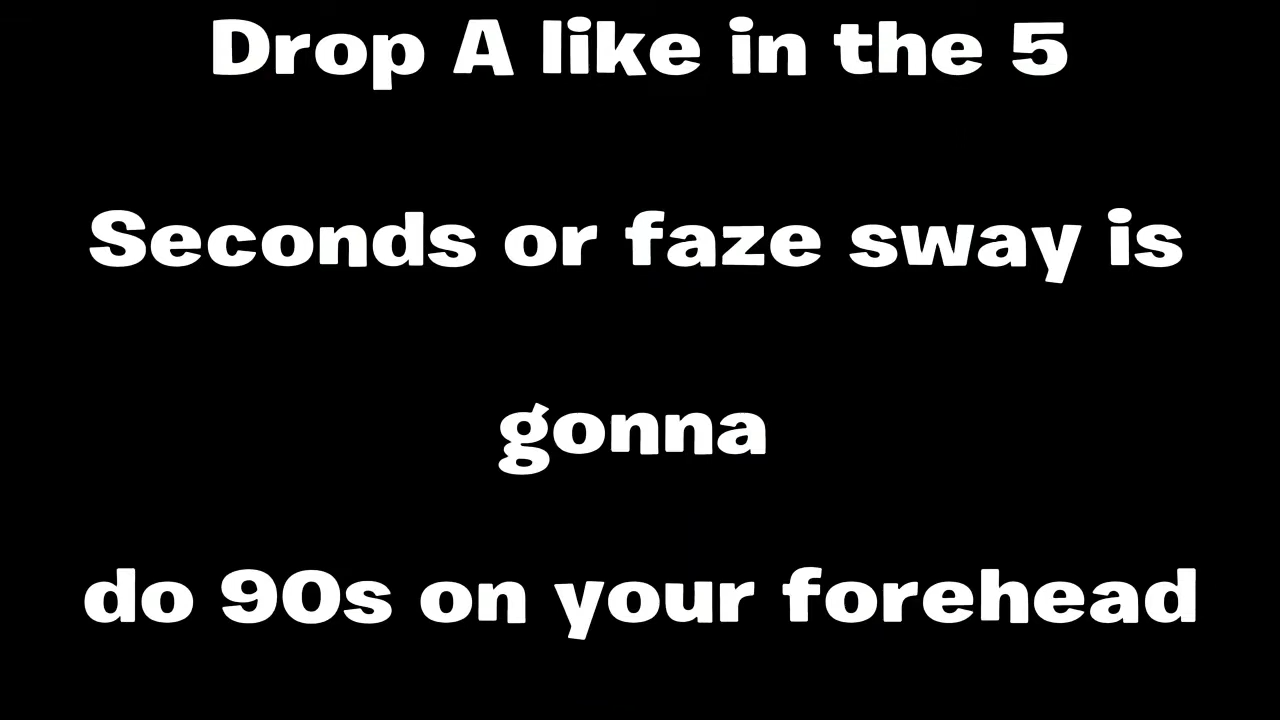 Drop A like in the 5
Seconds or faze sway is
gonna
do 90s on your forehead